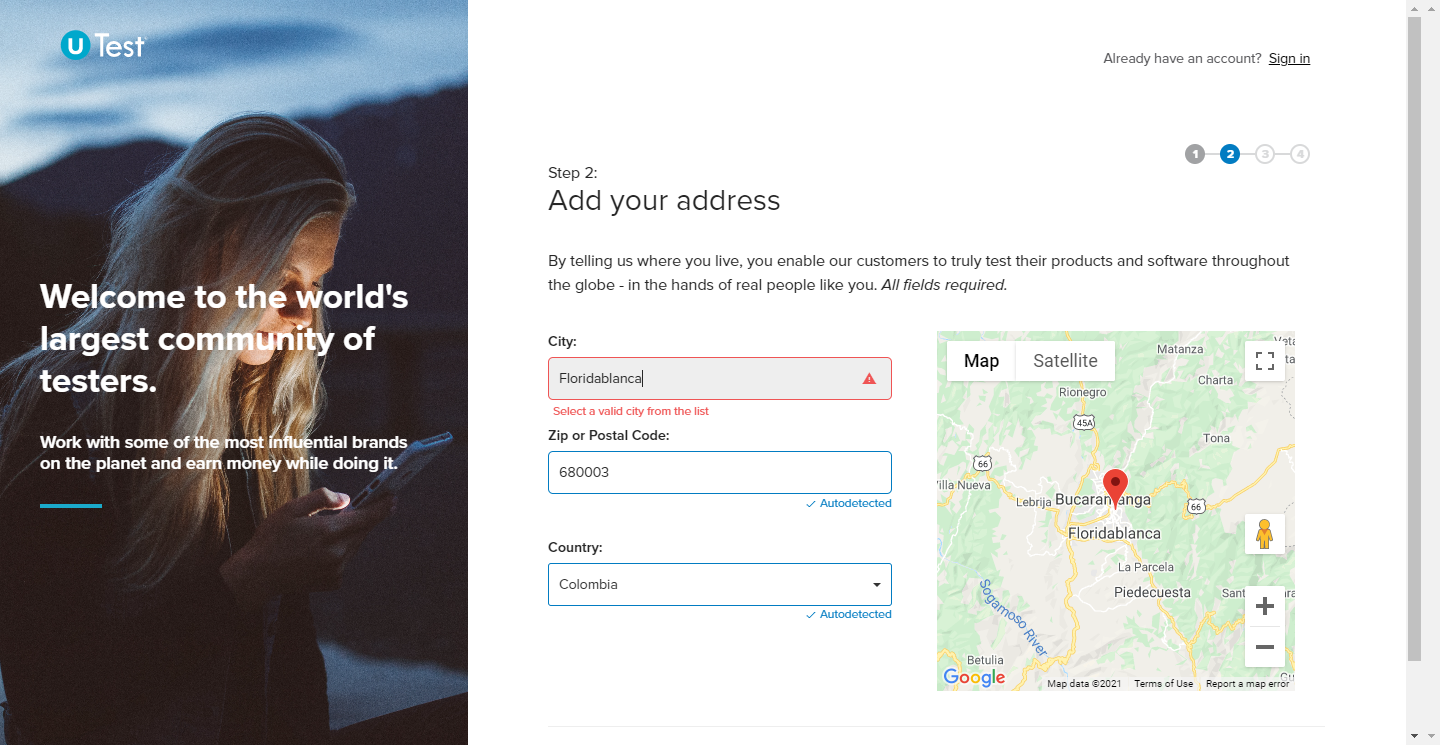 U Test
Welcome to the world's
largest community of
testers.
Work with some of the most influential brands
on the planet and earn money while doing it.
Already have an account? Sign in
1 2 3 4
Step 2:
Add your address
By telling us where you live, you enable our customers to truly test their products and software throughout
the globe - in the hands of real people like you. All fields required.
City:
Floridablanca
Select a valid city from the list
Zip or Postal Code:
680003
Autodetected
Country:
Colombia
Autodetected
Map Satellite
Matanza
Charta
Rionegro
45A
Tona
66
Villa Nueva
Lebrija
Bucaramanga
66
Floridablanca
La Parcela
Piedecuesta
Sogamoso River
Betulia
Google
Map data ©2021 Terms of Use Report a map error